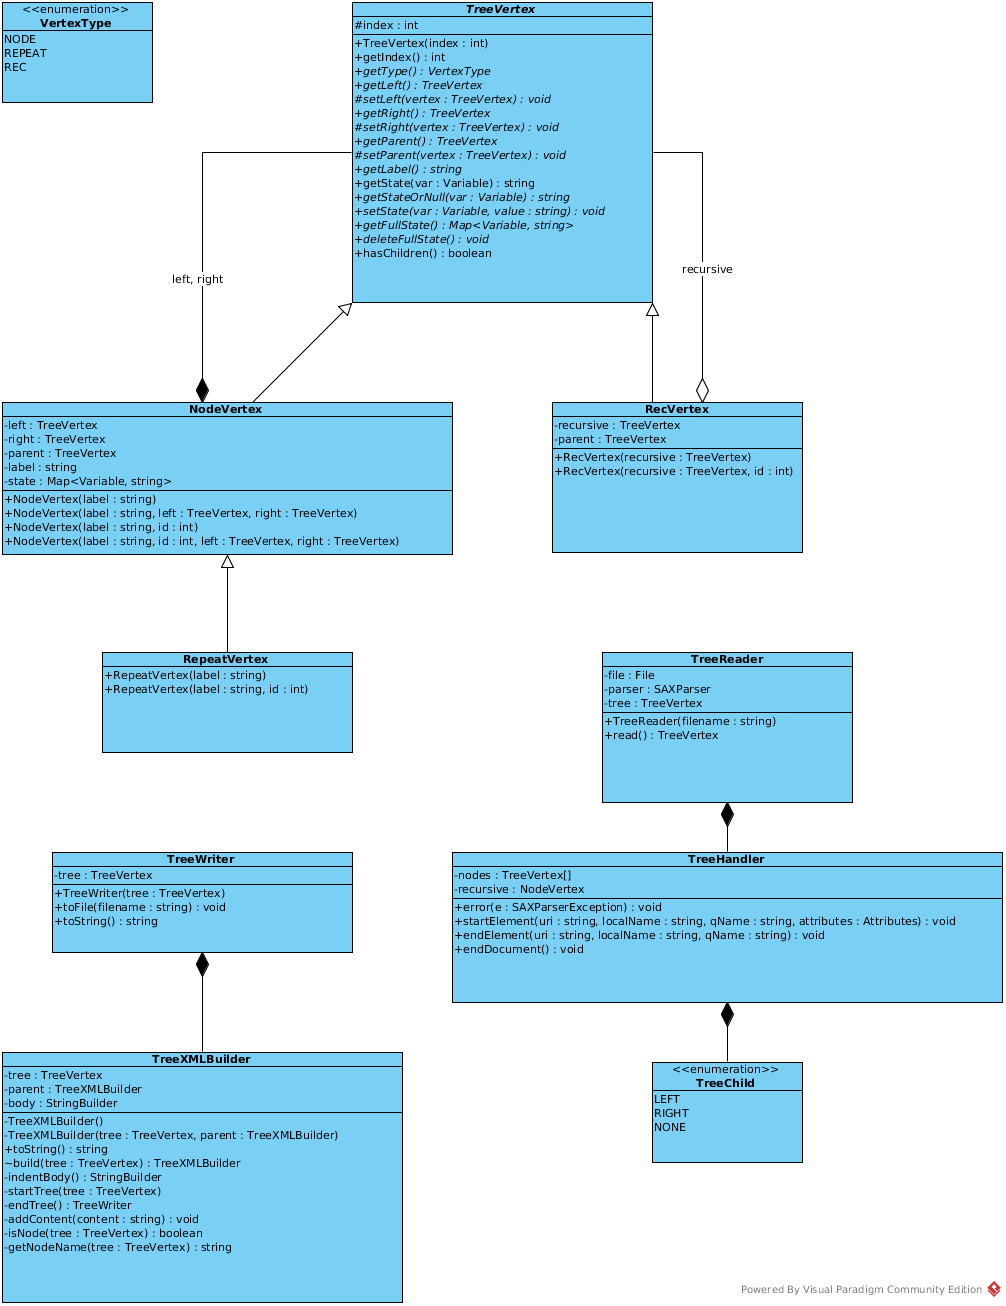 <<enumeration>>
VertexType
NODE
REPEAT
REC
TreeVertex
#index : int
+TreeVertex(index : int)
+getIndex() : int
+getType() : VertexType
+getLeft() : TreeVertex
#setLeft(vertex : TreeVertex) : void
+getRight() : TreeVertex
#setRight(vertex : TreeVertex) : void
+getParent() : TreeVertex
#setParent(vertex : TreeVertex) : void
+getLabel() : string
+getState(var : Variable) : string
+getStateOrNull(var : Variable) : string
+setState(var : Variable, value : string) : void
+getFullState() : Map<Variable, string>
+deleteFullState() : void
+hasChildren() : boolean
left, right
recursive
NodeVertex
-left : TreeVertex
-right : TreeVertex
-parent : TreeVertex
-label : string
-state : Map<Variable, string>
+NodeVertex(label : string)
+NodeVertex(label : string, left : TreeVertex, right : TreeVertex)
+NodeVertex(label : string, id : int)
+NodeVertex(label : string, id : int, left : TreeVertex, right : TreeVertex)
RecVertex
-recursive : TreeVertex
-parent : TreeVertex
+RecVertex(recursive : TreeVertex)
+RecVertex(recursive : TreeVertex, id : int)
RepeatVertex
+RepeatVertex(label : string)
+RepeatVertex(label : string, id : int)
TreeReader
-file : File
-parser : SAXParser
-tree : TreeVertex
+TreeReader(filename : string)
+read() : TreeVertex
TreeWriter
-tree : TreeVertex
+TreeWriter(tree : TreeVertex)
+toFile(filename : string) : void
+toString() : string
TreeHandler
-nodes : TreeVertex[]
-recursive : NodeVertex
+error(e : SAXParserException) : void
+startElement(uri : string, localName : string, qName : string, attributes : Attributes) : void
+endElement(uri : string, localName : string, qName : string) : void
+endDocument() : void
TreeXMLBuilder
-tree : TreeVertex
-parent : TreeXMLBuilder
-body : StringBuilder
-TreeXMLBuilder()
-TreeXMLBuilder(tree : TreeVertex, parent : TreeXMLBuilder)
+toString() : string
~build(tree : TreeVertex) : TreeXMLBuilder
-indentBody() : StringBuilder
-startTree(tree : TreeVertex)
-endTree() : TreeWriter
-addContent(content : string) : void
-isNode(tree : TreeVertex) : boolean
-getNodeName(tree : TreeVertex) : string
<<enumeration>>
TreeChild
LEFT
RIGHT
NONE
Powered By Visual Paradigm Community Edition